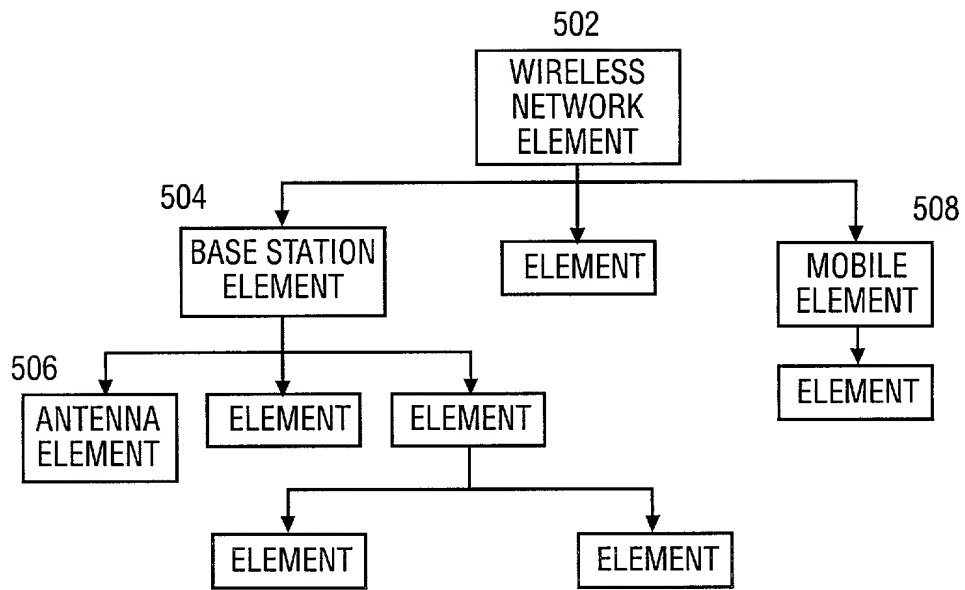 502
WIRELESS
NETWORK
ELEMENT
504
508
BASE STATION
ELEMENT
ELEMENT
MOBILE
ELEMENT
506
ANTENNA
ELEMENT
ELEMENT
ELEMENT
ELEMENT
ELEMENT
ELEMENT